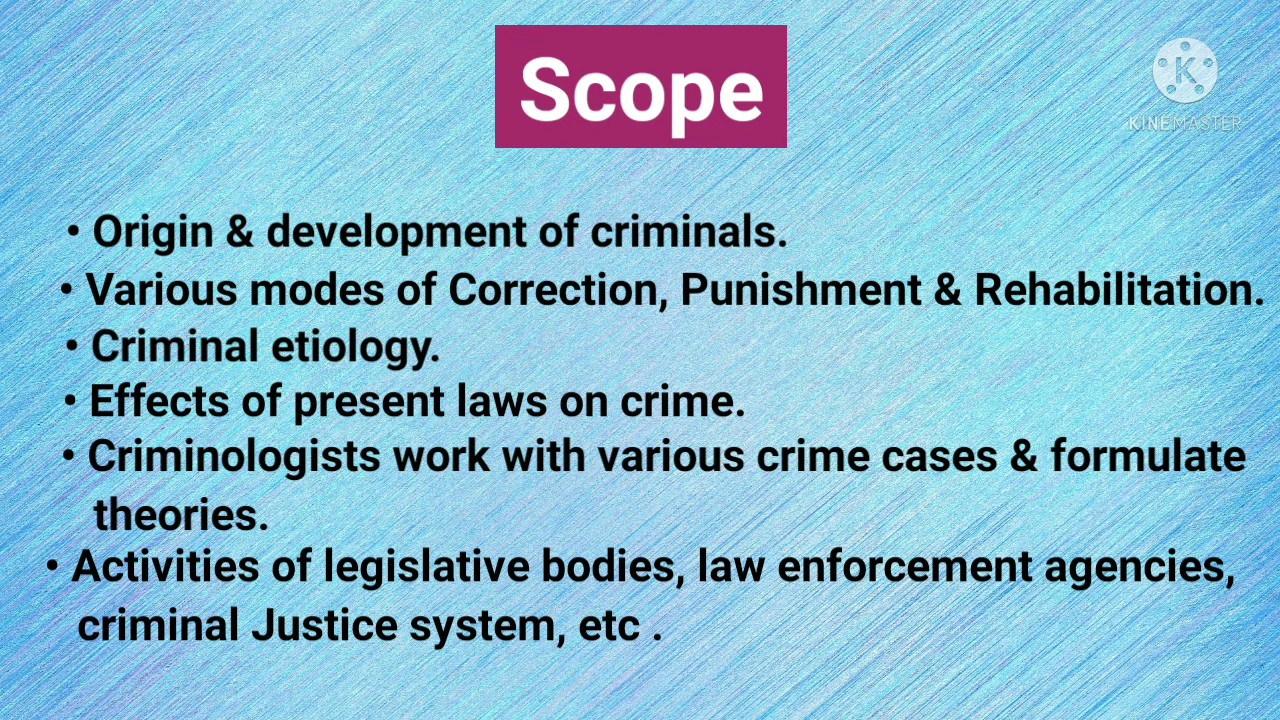 Scope
K
KINEMASTER
• Origin & development of criminals.
• Various modes of Correction, Punishment & Rehabilitation.
• Criminal etiology.
• Effects of present laws on crime.
• Criminologists work with various crime cases & formulate
theories.
• Activities of legislative bodies, law enforcement agencies,
criminal Justice system, etc .